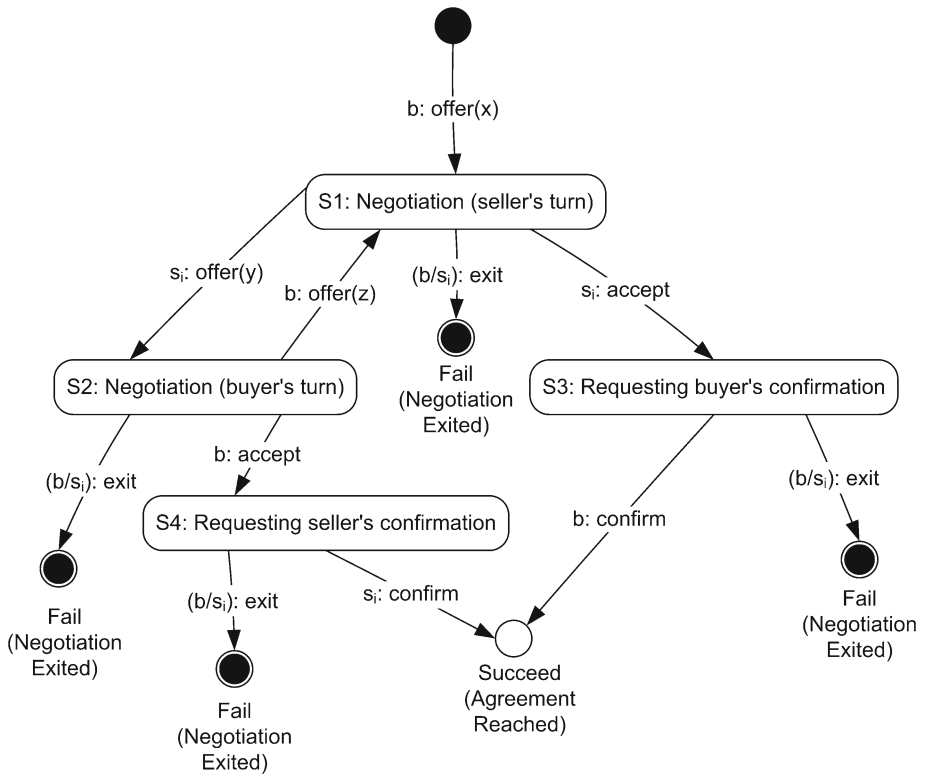 b: offer(x)
S1: Negotiation (seller's turn)
sᵢ: offer(y)
b: offer(z)
(b/sᵢ): exit
sᵢ: accept
Fail
(Negotiation
Exited)
S2: Negotiation (buyer's turn)
S3: Requesting buyer's confirmation
b: accept
(b/sᵢ): exit
(b/sᵢ): exit
S4: Requesting seller's confirmation
b: confirm
(b/sᵢ): exit
sᵢ: confirm
Fail
(Negotiation
Exited)
Fail
(Negotiation
Exited)
Succeed
(Agreement
Reached)
Fail
(Negotiation
Exited)